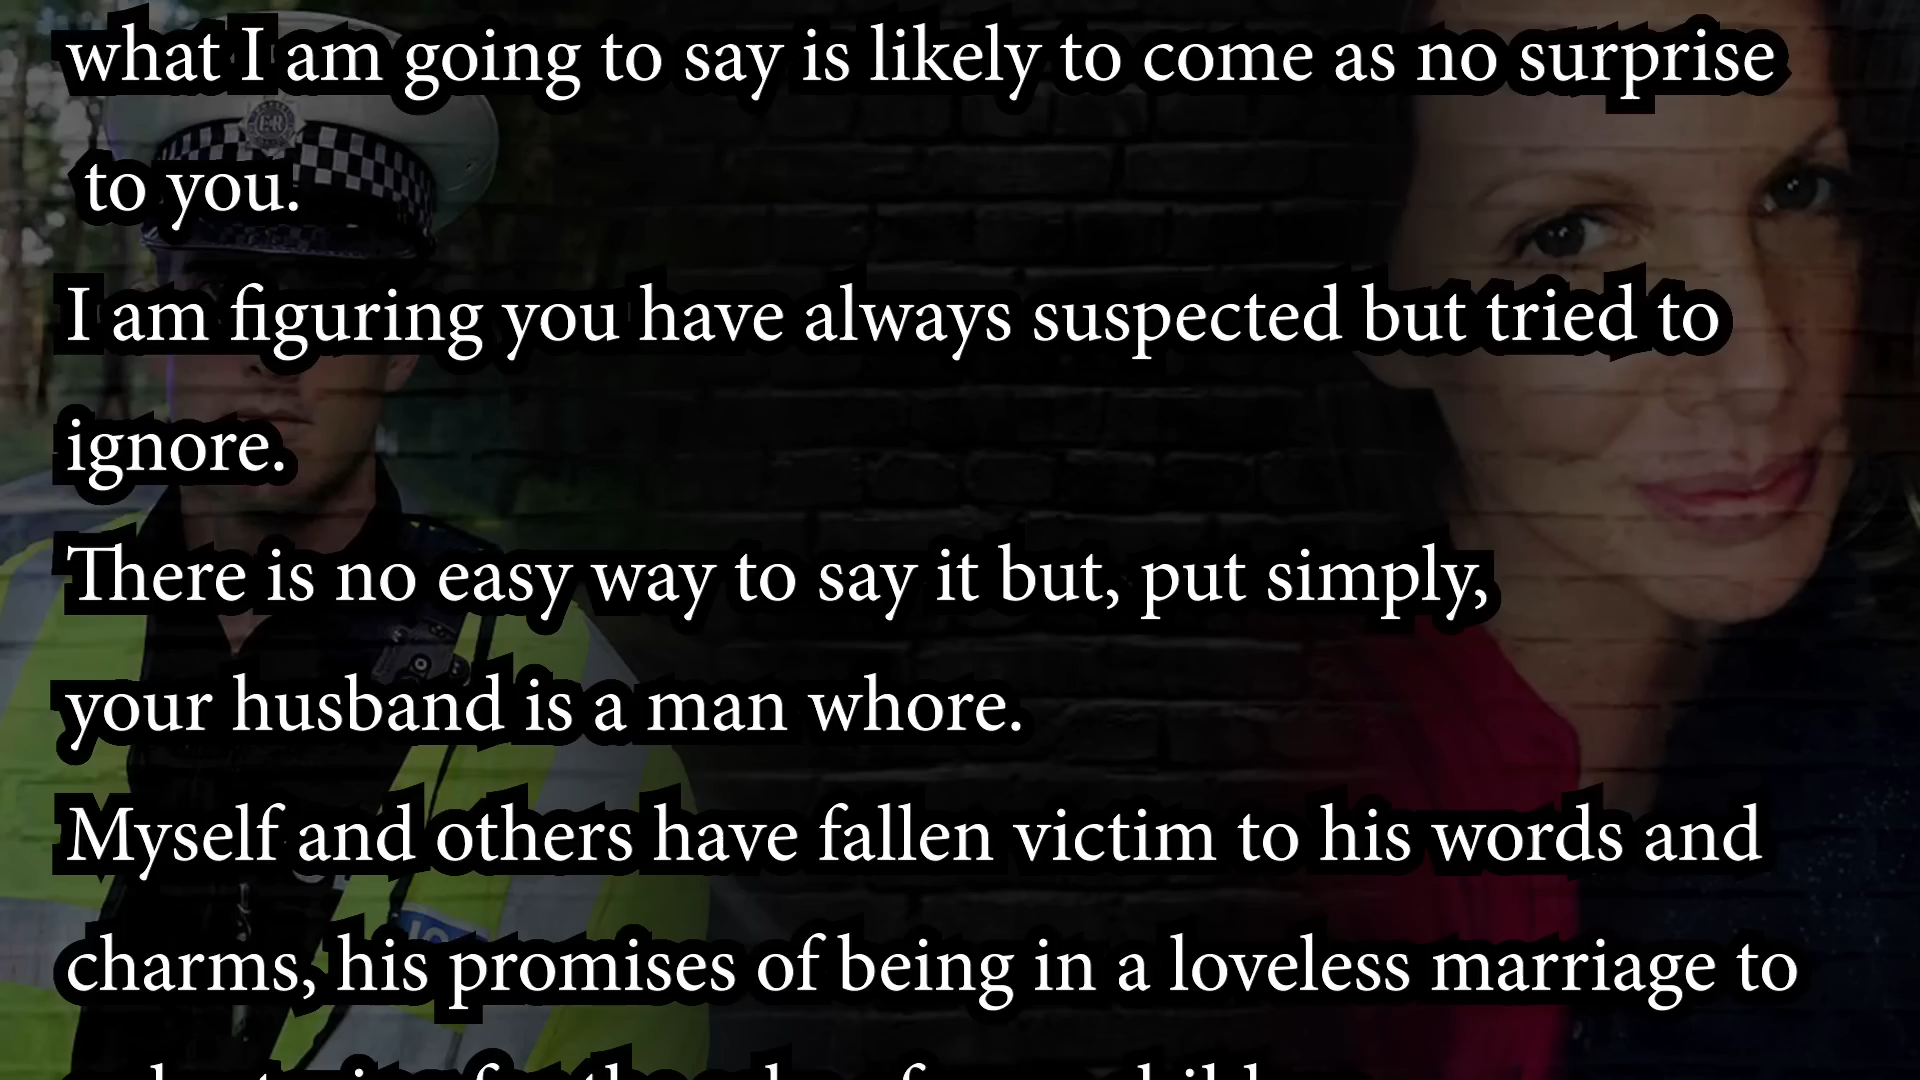 what I am going to say is likely to come as no surprise
to you.
I am figuring you have always suspected but tried to
ignore.
There is no easy way to say it but, put simply,
your husband is a man whore.
Myself and others have fallen victim to his words and
charms, his promises of being in a loveless marriage to